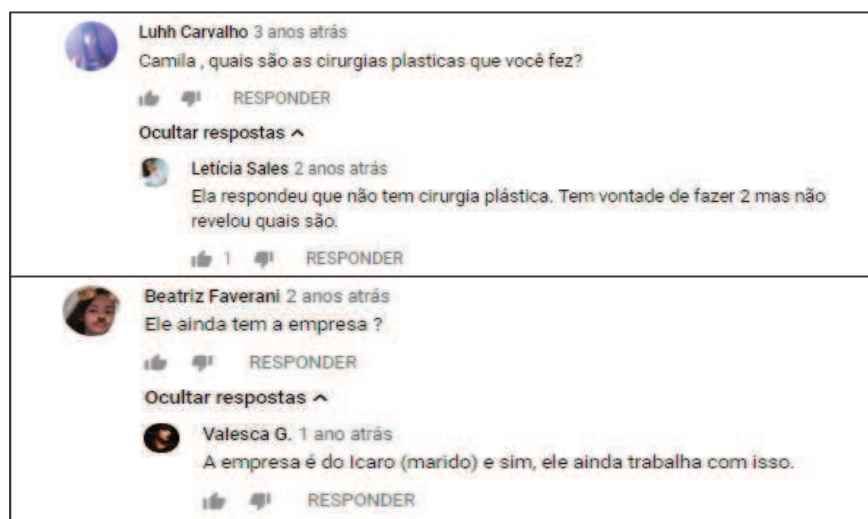 Luhh Carvalho 3 anos atrás
Camila , quais são as cirurgias plasticas que você fez?
RESPONDER
Ocultar respostas
Letícia Sales 2 anos atrás
Ela respondeu que não tem cirurgia plástica. Tem vontade de fazer 2 mas não
revelou quais são.
1 RESPONDER
Beatriz Faverani 2 anos atrás
Ele ainda tem a empresa ?
RESPONDER
Ocultar respostas
Valesca G. 1 ano atrás
A empresa é do Icaro (marido) e sim, ele ainda trabalha com isso.
RESPONDER